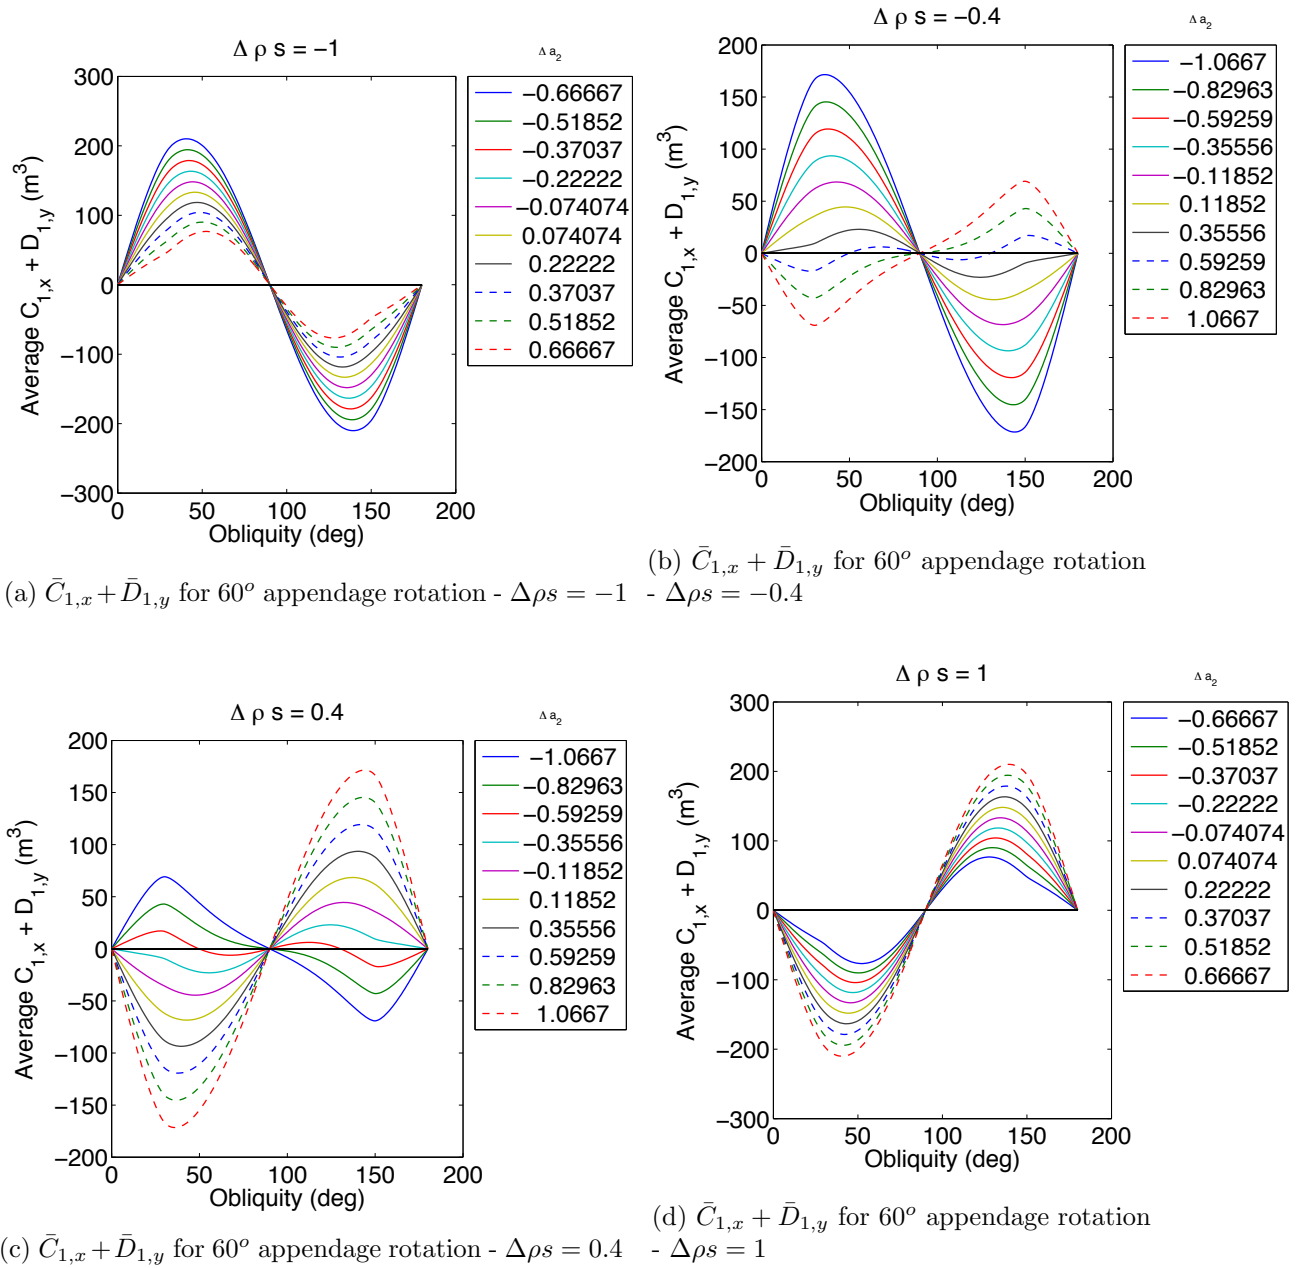 Δ ρ s = −1
Δ a2
300
200
100
0
−100
−200
−300
0 50 100 150 200
Average C1,x + D1,y (m3)
Obliquity (deg)
−0.66667
−0.51852
−0.37037
−0.22222
−0.074074
0.074074
0.22222
0.37037
0.51852
0.66667
(a) C̄1,x + D̄1,y for 60o appendage rotation - Δρs = −1
Δ ρ s = −0.4
Δ a2
200
150
100
50
0
−50
−100
−150
−200
0 50 100 150 200
Average C1,x + D1,y (m3)
Obliquity (deg)
−1.0667
−0.82963
−0.59259
−0.35556
−0.11852
0.11852
0.35556
0.59259
0.82963
1.0667
(b) C̄1,x + D̄1,y for 60o appendage rotation
- Δρs = −0.4
Δ ρ s = 0.4
Δ a2
200
150
100
50
0
−50
−100
−150
−200
0 50 100 150 200
Average C1,x + D1,y (m3)
Obliquity (deg)
−1.0667
−0.82963
−0.59259
−0.35556
−0.11852
0.11852
0.35556
0.59259
0.82963
1.0667
(c) C̄1,x + D̄1,y for 60o appendage rotation - Δρs = 0.4
Δ ρ s = 1
Δ a2
300
200
100
0
−100
−200
−300
0 50 100 150 200
Average C1,x + D1,y (m3)
Obliquity (deg)
−0.66667
−0.51852
−0.37037
−0.22222
−0.074074
0.074074
0.22222
0.37037
0.51852
0.66667
(d) C̄1,x + D̄1,y for 60o appendage rotation
- Δρs = 1